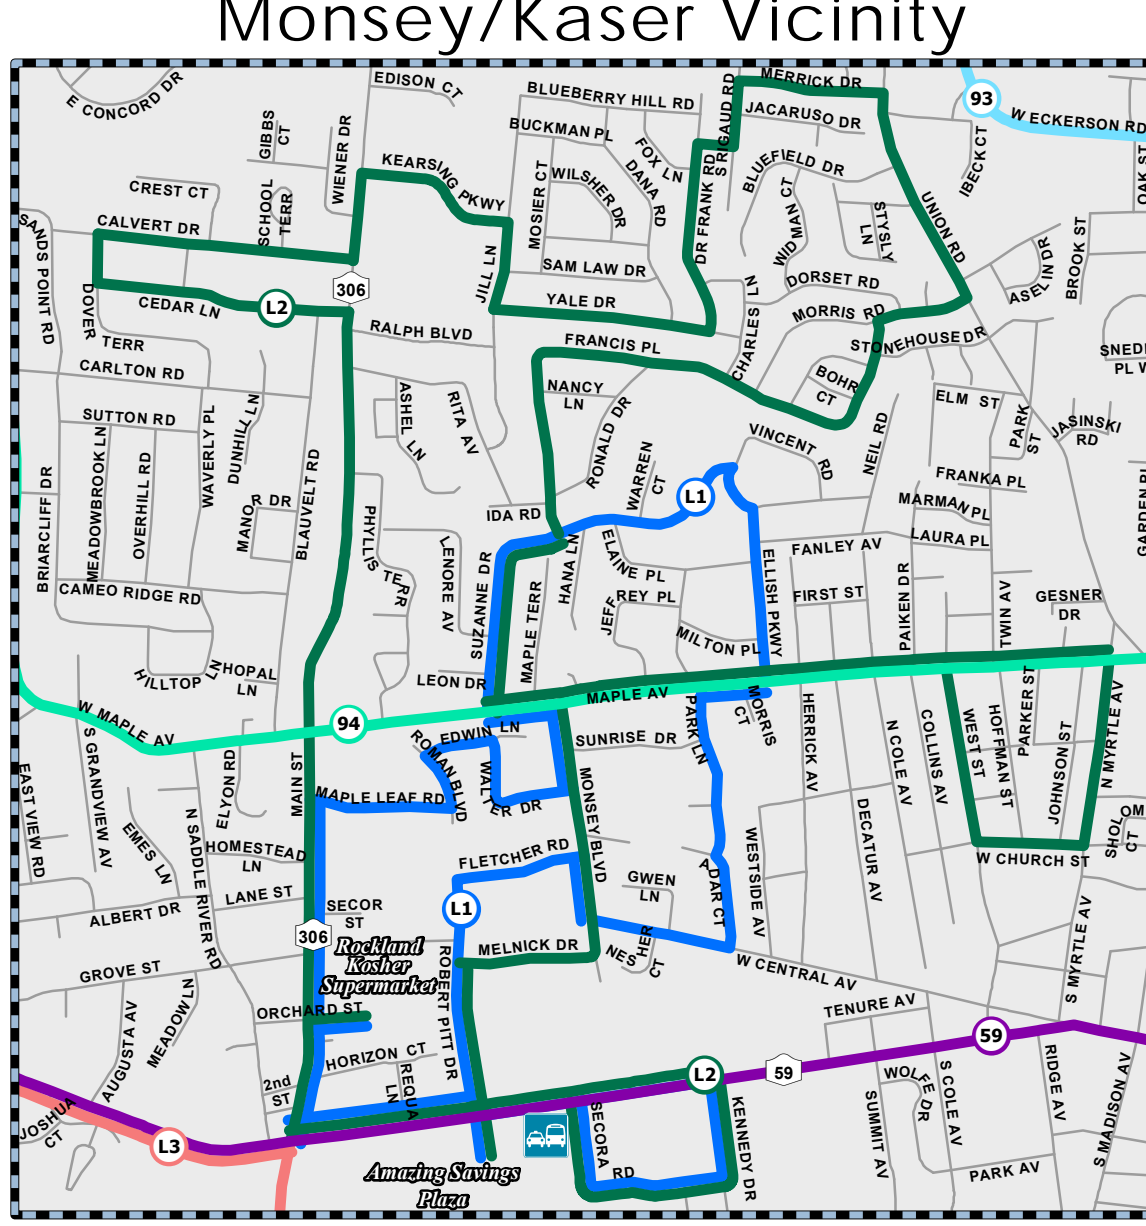 Monsey/Kaser Vicinity
E CONCORD DR
EDISON CT
BLUEBERRY HILL RD
MERRICK DR
93
W ECKERSON RD
GIBBS
CT
WIENER DR
BUCKMAN PL
S RIGAUD RD
JACARUSO DR
IBECK CT
OAK ST
KEARSING PKWY
FOX LN
BLUEFIELD DR
CREST CT
SCHOOL
TERR
MOSIER CT
WILSHER DR
DANA RD
DR FRANK RD
WIDMAN CT
STYSLY
LN
UNION RD
SANDS POINT RD
CALVERT DR
JILL LN
SAM LAW DR
ASELIN DR
BROOK ST
306
DORSET RD
DOVER
TERR
CEDAR LN
L2
YALE DR
CHARLES LN
MORRIS RD
RALPH BLVD
FRANCIS PL
STONEHOUSE DR
SNEDE
PL W
CARLTON RD
BOHR
CT
NANCY
LN
ASHEL LN
RITA AV
ELM ST
PARK
ST
JASINSKI
RD
SUTTON RD
WAVERLY PL
DUNHILL LN
RONALD DR
NEIL RD
VINCENT RD
BRIARCLIFF DR
MEADOWBROOK LN
OVERHILL RD
BLAUVELT RD
WARREN
CT
L1
FRANKA PL
MANOR DR
IDA RD
MARMAN PL
GARDEN PL
PHYLLIS TERR
LAURA PL
LENORE AV
SUZANNE DR
HANA LN
ELAINE PL
FANLEY AV
ELLISH PKWY
CAMEO RIDGE RD
MAPLE TERR
JEFFREY PL
FIRST ST
PAIKEN DR
TWIN AV
GESNER
DR
MILTON PL
HILLTOP LN
HOPAL
LN
LEON DR
MAPLE AV
W MAPLE AV
94
EDWIN LN
MORRIS
CT
PARK LN
HERRICK AV
N COLE AV
COLLINS AV
WEST ST
HOFFMAN ST
PARKER ST
JOHNSON ST
N MYRTLE AV
S GRANDVIEW AV
ROMAN BLVD
SUNRISE DR
EAST VIEW RD
ELYON RD
MAIN ST
WALTER DR
MONSEY BLVD
MAPLE LEAF RD
N SADDLE RIVER RD
EMES LN
WESTSIDE AV
DECATUR AV
HOMESTEAD
LN
FLETCHER RD
ADAR CT
W CHURCH ST
GWEN
LN
LANE ST
ALBERT DR
SECOR
ST
L1
306
Rockland
Kosher
Supermarket
MELNICK DR
NESHER
CT
W CENTRAL AV
S MYRTLE AV
GROVE ST
ROBERT PITT DR
MEADOW LN
AUGUSTA AV
ORCHARD ST
TENURE AV
59
HORIZON CT
2nd
ST
REQUA
LN
L2
59
WOLFE DR
S COLE AV
RIDGE AV
JOSHUA
CT
L3
SECORA
RD
KENNEDY DR
SUMMIT AV
S MADISON AV
PARK AV
Amazing Savings
Plaza